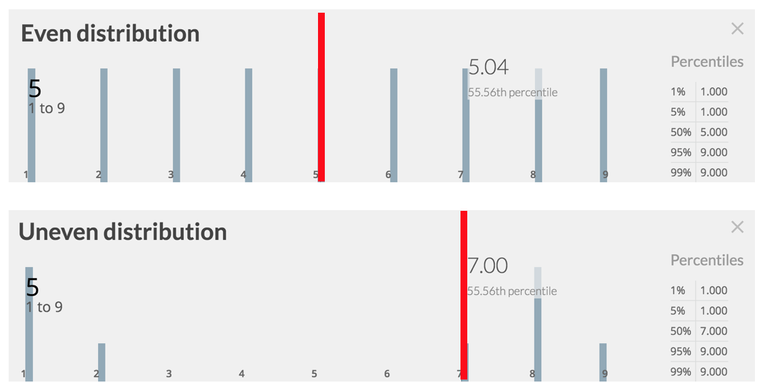 Even distribution
5
1 to 9
5.04
55.56th percentile
1 2 3 4 5 6 7 8 9
Percentiles
1% 1.000
5% 1.000
50% 5.000
95% 9.000
99% 9.000
Uneven distribution
5
1 to 9
7.00
55.56th percentile
1 2 3 4 5 6 7 8 9
Percentiles
1% 1.000
5% 1.000
50% 7.000
95% 9.000
99% 9.000